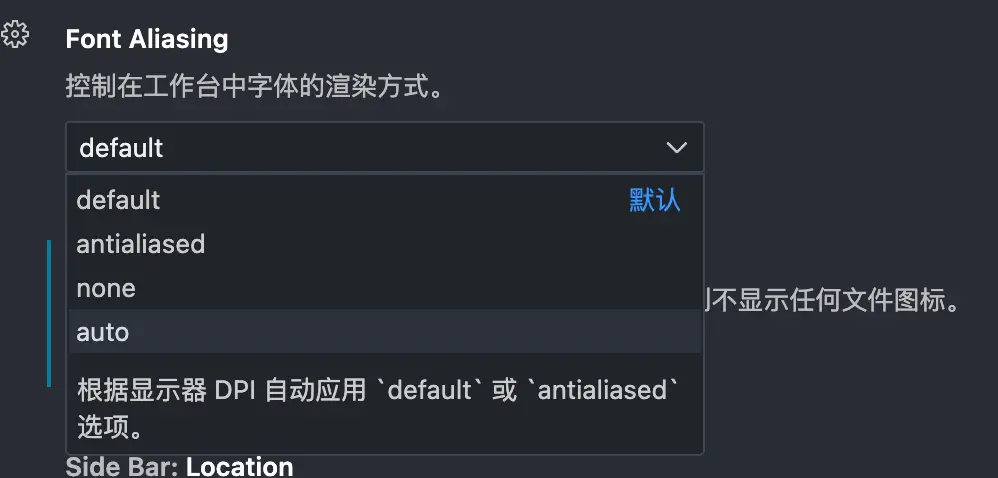 Font Aliasing
控制在工作台中字体的渲染方式。
default
default 默认
antialiased
none
不显示任何文件图标。
auto
根据显示器 DPI 自动应用 `default` 或 `antialiased`
选项。
Side Bar: Location